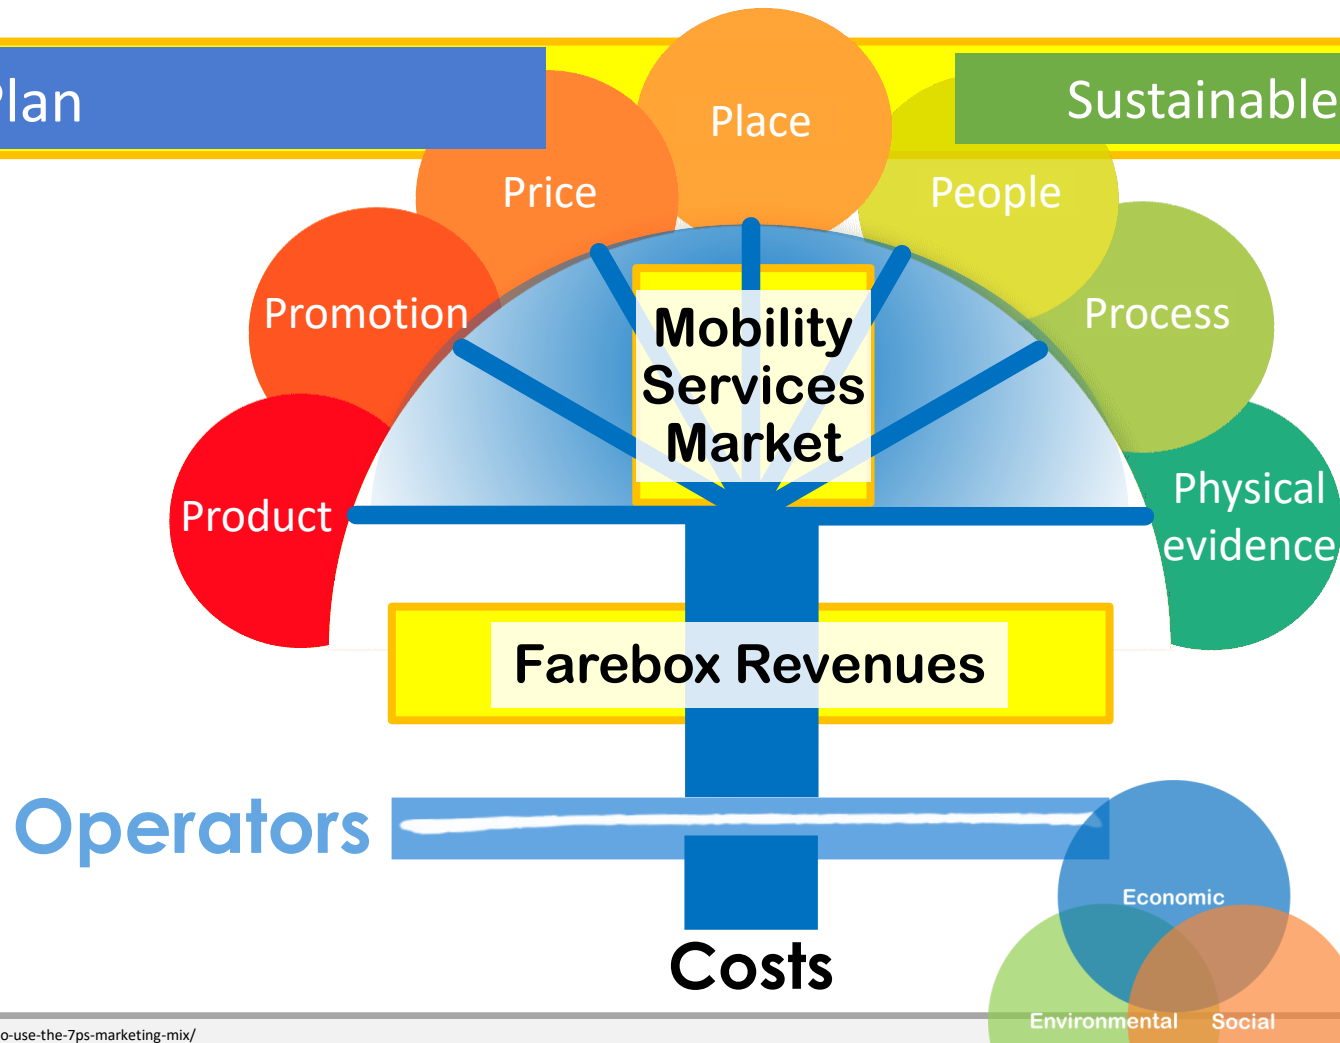 Plan
Sustainable
Place
Price
People
Promotion
Process
Mobility
Services
Market
Product
Physical
evidence
Farebox Revenues
Operators
Economic
Costs
Environmental
Social
o-use-the-7ps-marketing-mix/